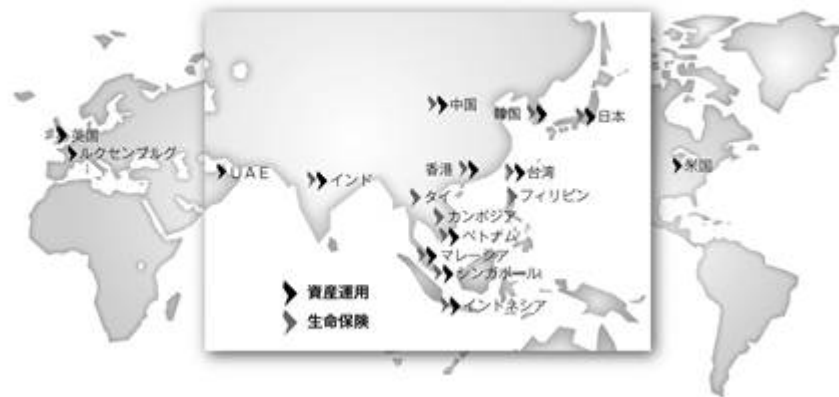 英国
ルクセンブルグ
UAE
インド
中国
韓国
日本
香港
台湾
タイ
フィリピン
カンボジア
ベトナム
マレーシア
シンガポール
インドネシア
米国
資産運用
生命保険